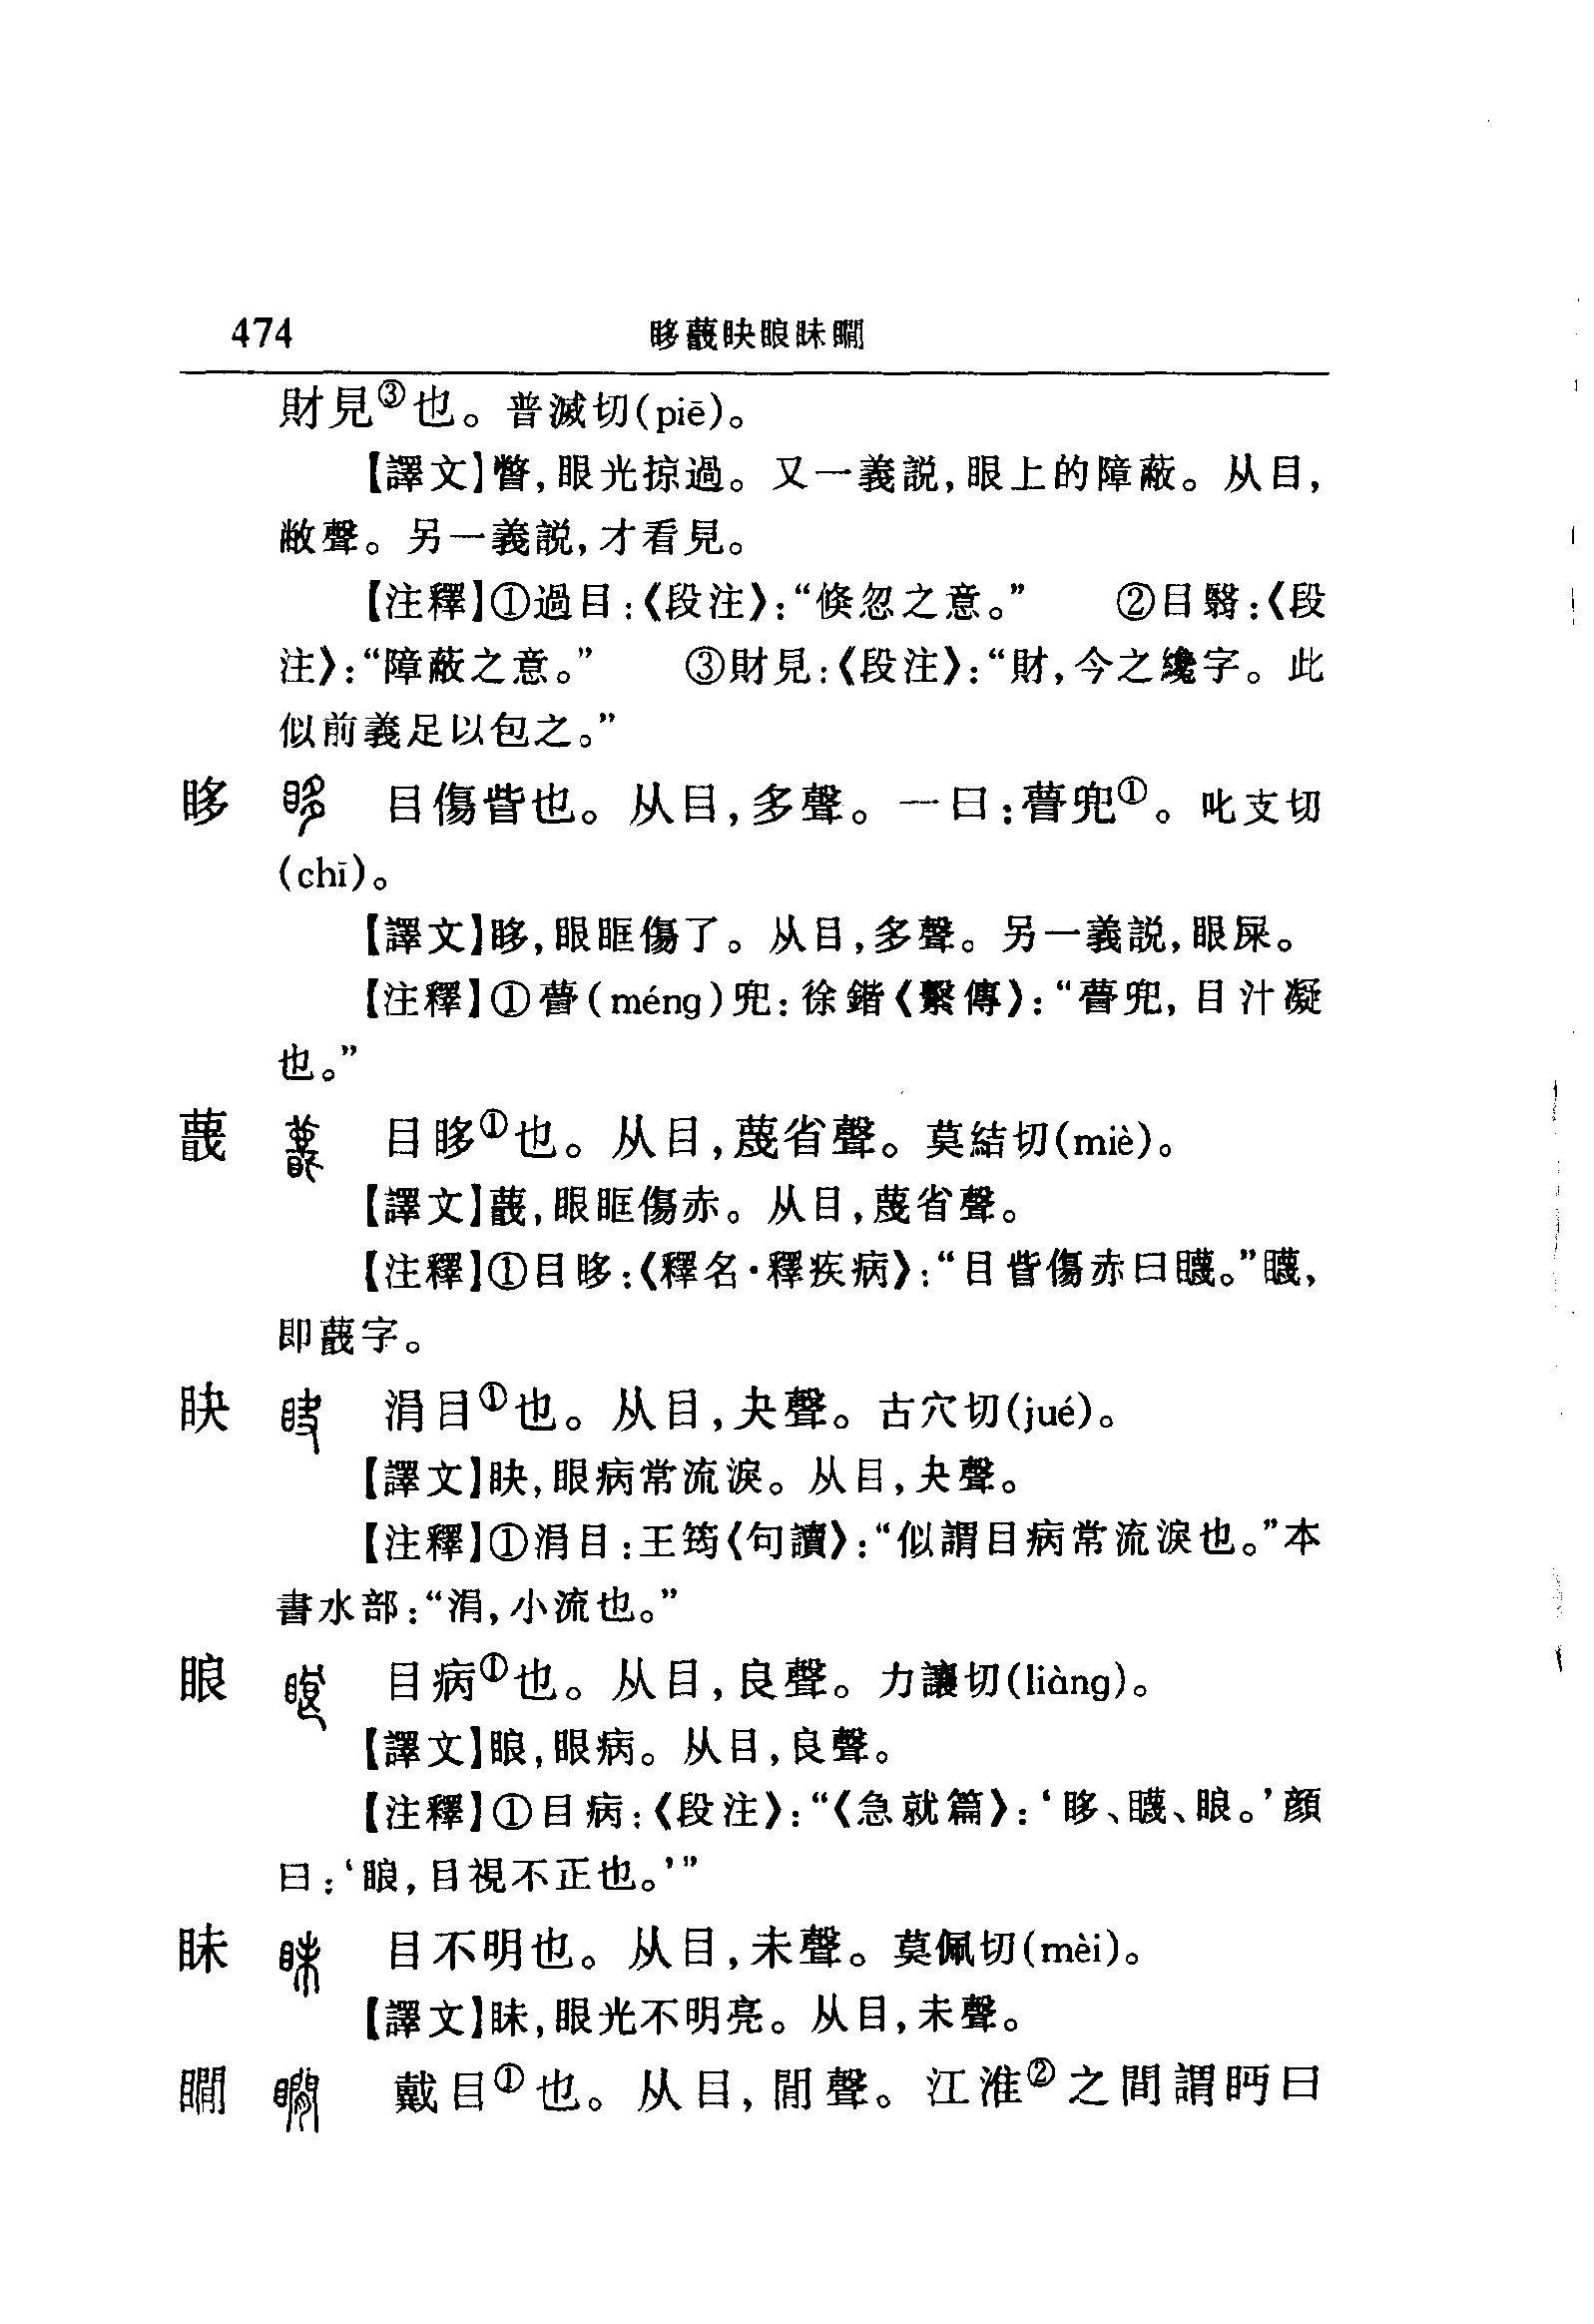 474 眵䁾眜眼眛瞯
財見③也。普滅切(piē)。
【譯文】瞥,眼光掠過。又一義説,眼上的障蔽。从目,
敝聲。另一義説,才看見。
【注釋】①過目:《段注》:“倏忽之意。” ②目翳:《段
注》:“障蔽之意。” ③財見:《段注》:“財,今之纔字。此
似前義足以包之。”
眵 目傷眥也。从目,多聲。一曰:瞢兜①。叱支切
(chī)。
【譯文】眵,眼眶傷了。从目,多聲。另一義説,眼屎。
【注釋】①瞢(méng)兜:徐鍇《繫傳》:“瞢兜,目汁凝
也。”
䁾 目眵①也。从目,蔑省聲。莫結切(miè)。
【譯文】䁾,眼眶傷赤。从目,蔑省聲。
【注釋】①目眵:《釋名·釋疾病》:“目眥傷赤曰䁾。”䁾,
即䁾字。
䀗 涓目①也。从目,夬聲。古穴切(jué)。
【譯文】䀗,眼病常流淚。从目,夬聲。
【注釋】①涓目:王筠《句讀》:“似謂目病常流淚也。”本
書水部:“涓,小流也。”
䀶 目病①也。从目,良聲。力讓切(liàng)。
【譯文】䀶,眼病。从目,良聲。
【注釋】①目病:《段注》:“《急就篇》:‘眵、䁾、䀶。’顔
曰:‘䀶,目視不正也。’”
眛 目不明也。从目,未聲。莫佩切(mèi)。
【譯文】眛,眼光不明亮。从目,未聲。
瞯 戴目①也。从目,閒聲。江淮②之間謂眄曰